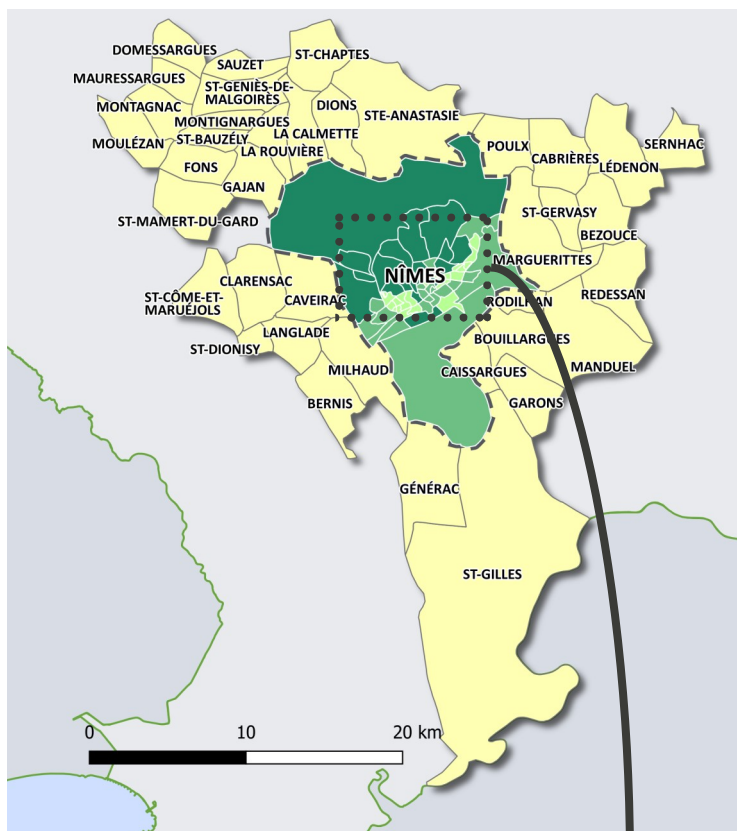 DOMESSARGUES
SAUZET
ST-CHAPTES
MAURESSARGUES
ST-GENIÈS-DE-
MALGOIRÈS
MONTAGNAC
DIONS
STE-ANASTASIE
MONTIGNARGUES
MOULÉZAN
ST-BAUZÉLY
LA CALMETTE
LA ROUVIÈRE
POULX
CABRIÈRES
SERNHAC
LÉDENON
FONS
GAJAN
ST-MAMERT-DU-GARD
ST-GERVASY
BEZOUCE
MARGUERITTES
NÎMES
CLARENSAC
CAVEIRAC
ST-CÔME-ET-
MARUÉJOLS
RODILHAN
REDESSAN
LANGLADE
ST-DIONISY
BOUILLARGUES
MILHAUD
CAISSARGUES
MANDUEL
BERNIS
GARONS
GÉNÉRAC
ST-GILLES
0 10 20 km